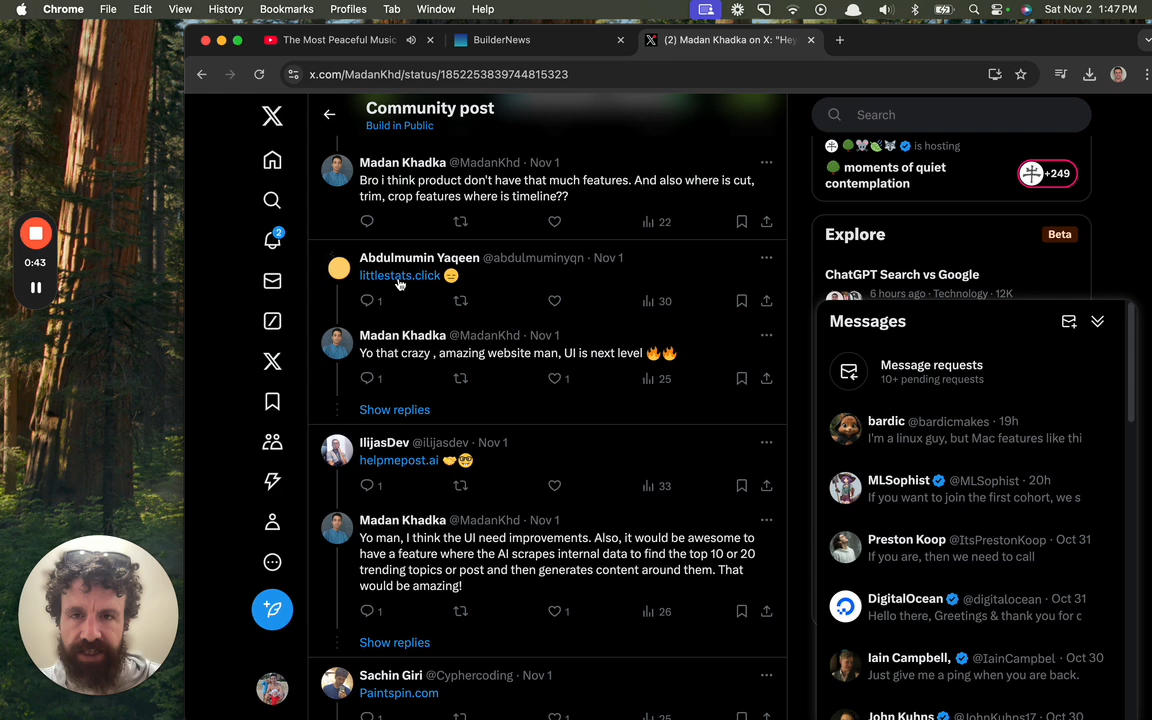 Chrome File Edit View History Bookmarks Profiles Tab Window Help Sat Nov 2 1:47 PM
The Most Peaceful Music
BuilderNews
(2) Madan Khadka on X: "Hey
x.com/MadanKhd/status/1852253839744815323
Community post
Build in Public
Madan Khadka @MadanKhd · Nov 1
Bro i think product don't have that much features. And also where is cut,
trim, crop features where is timeline??
22
Abdulmumin Yaqeen @abdulmuminyqn · Nov 1
littlestats.click 😑
1 30
Madan Khadka @MadanKhd · Nov 1
Yo that crazy , amazing website man, UI is next level 🔥🔥
1 1 25
Show replies
IlijasDev @ilijasdev · Nov 1
helpmepost.ai 🤝🤓
1 33
Madan Khadka @MadanKhd · Nov 1
Yo man, I think the UI need improvements. Also, it would be awesome to
have a feature where the AI scrapes internal data to find the top 10 or 20
trending topics or post and then generates content around them. That
would be amazing!
1 1 26
Show replies
Sachin Giri @Cyphercoding · Nov 1
Paintspin.com
1 25
2
0:43
Search
is hosting
moments of quiet
contemplation
+249
Explore
Beta
ChatGPT Search vs Google
6 hours ago · Technology · 12K
Messages
Message requests
10+ pending requests
bardic @bardicmakes · 19h
I'm a linux guy, but Mac features like thi
MLSophist @MLSophist · 20h
If you want to join the first cohort, we s
Preston Koop @ItsPrestonKoop · Oct 31
If you are, then we need to call
DigitalOcean @digitalocean · Oct 31
Hello there, Greetings & thank you for c
Iain Campbell, @IainCampbel · Oct 30
Just give me a ping when you are back.
John Kuhns @JohnKuhns17 · Oct 30